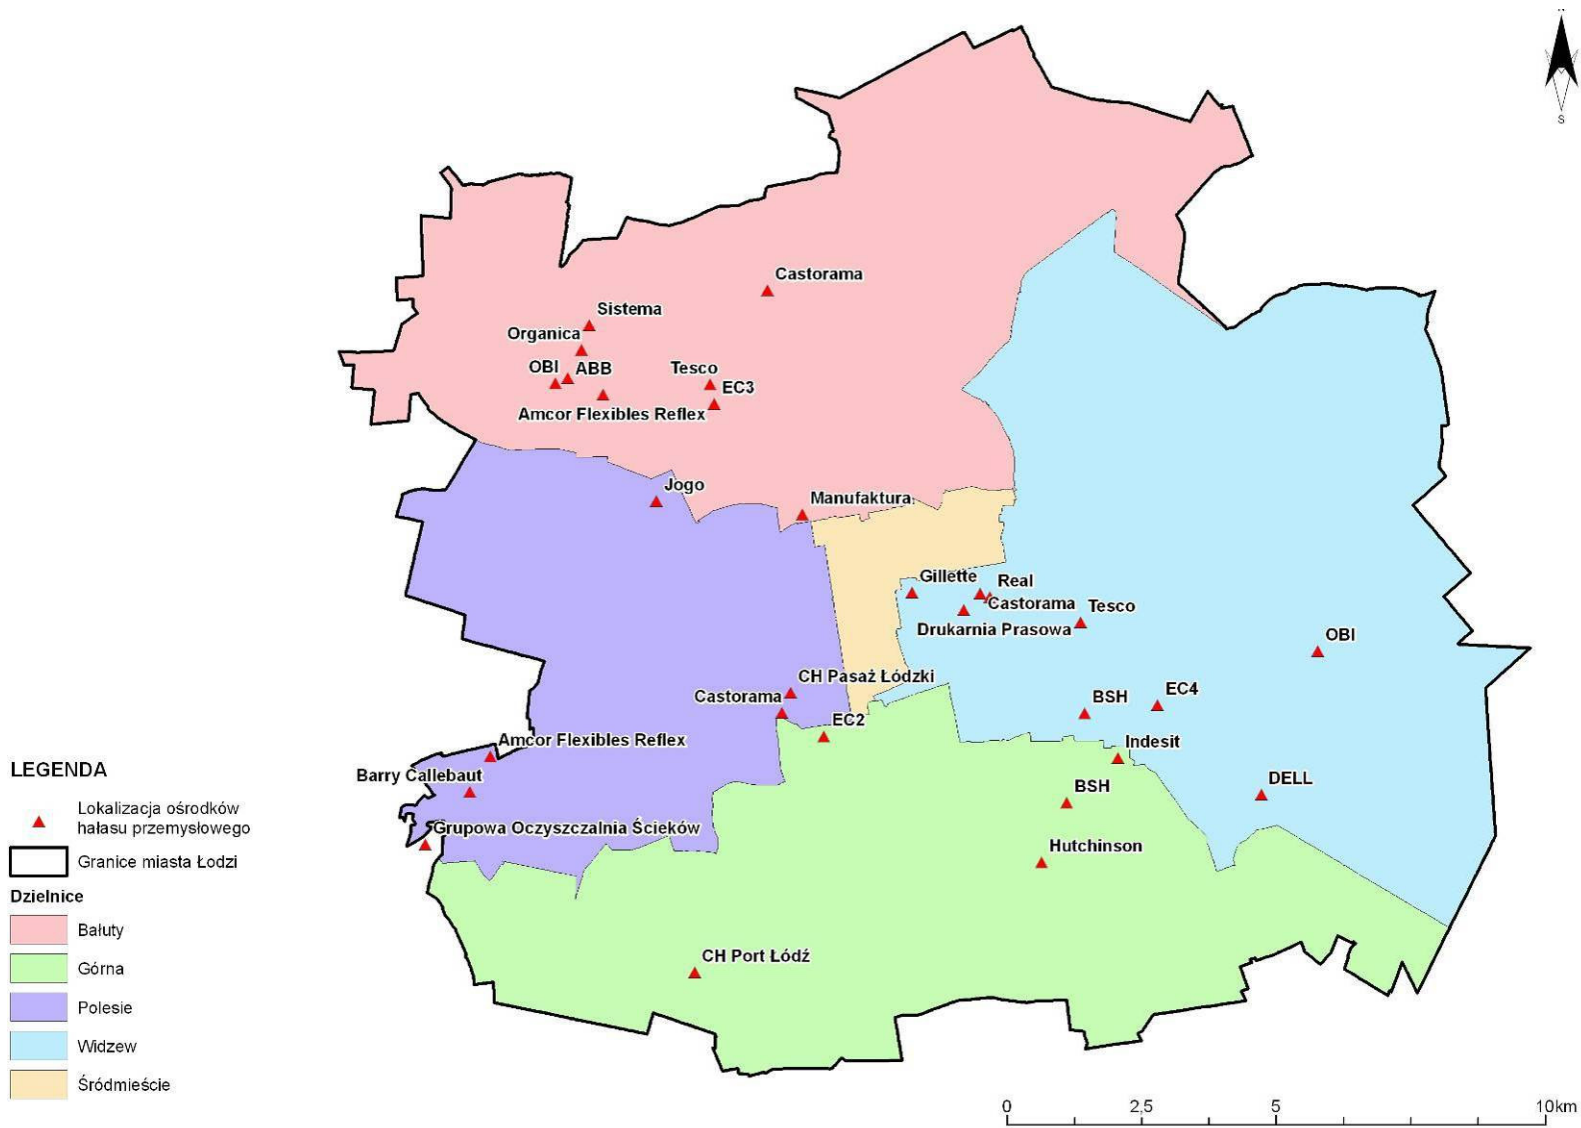 S
Castorama
Sistema
Organica
OBI
ABB
Tesco
EC3
Amcor Flexibles Reflex
Jogo
Manufaktura
Gillette
Real
Castorama
Tesco
Drukarnia Prasowa
OBI
CH Pasaż Łódzki
Castorama
EC2
BSH
EC4
Indesit
Amcor Flexibles Reflex
Barry Callebaut
DELL
BSH
Grupowa Oczyszczalnia Ścieków
Hutchinson
CH Port Łódź
LEGENDA
Lokalizacja ośrodków
hałasu przemysłowego
Granice miasta Łodzi
Dzielnice
Bałuty
Górna
Polesie
Widzew
Śródmieście
0 2,5 5 10km